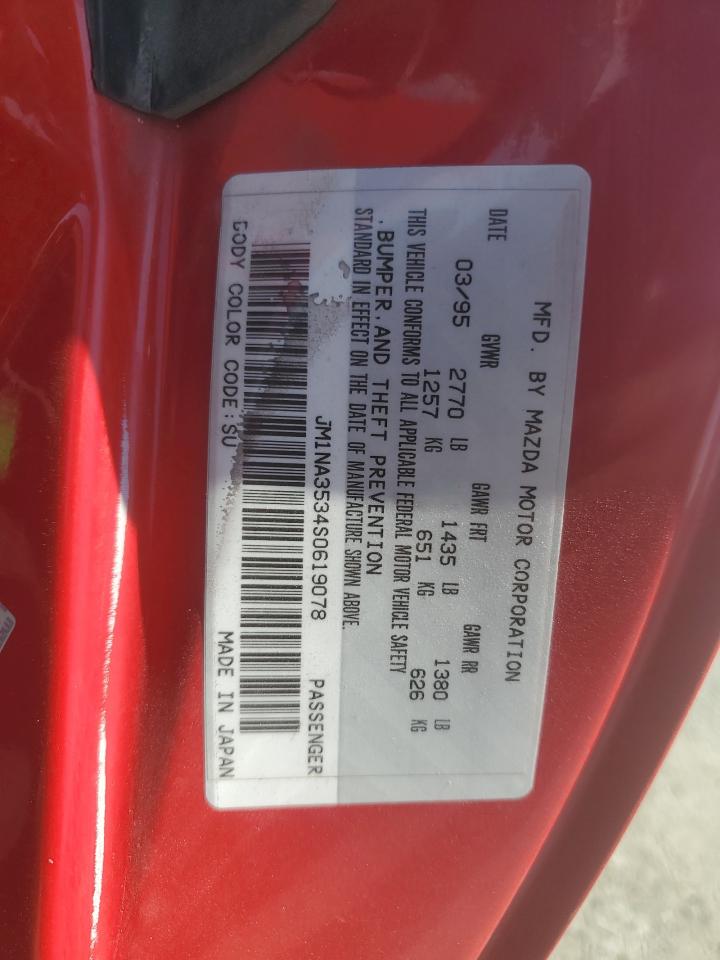 MFD. BY MAZDA MOTOR CORPORATION
DATE GVWR GAWR FRT GAWR RR
03/95 2770 LB 1435 LB 1380 LB
1257 KG 651 KG 626 KG
THIS VEHICLE CONFORMS TO ALL APPLICABLE FEDERAL MOTOR VEHICLE SAFETY
, BUMPER, AND THEFT PREVENTION
STANDARD IN EFFECT ON THE DATE OF MANUFACTURE SHOWN ABOVE.
JM1NA3534S0619078 PASSENGER
BODY COLOR CODE:SU MADE IN JAPAN